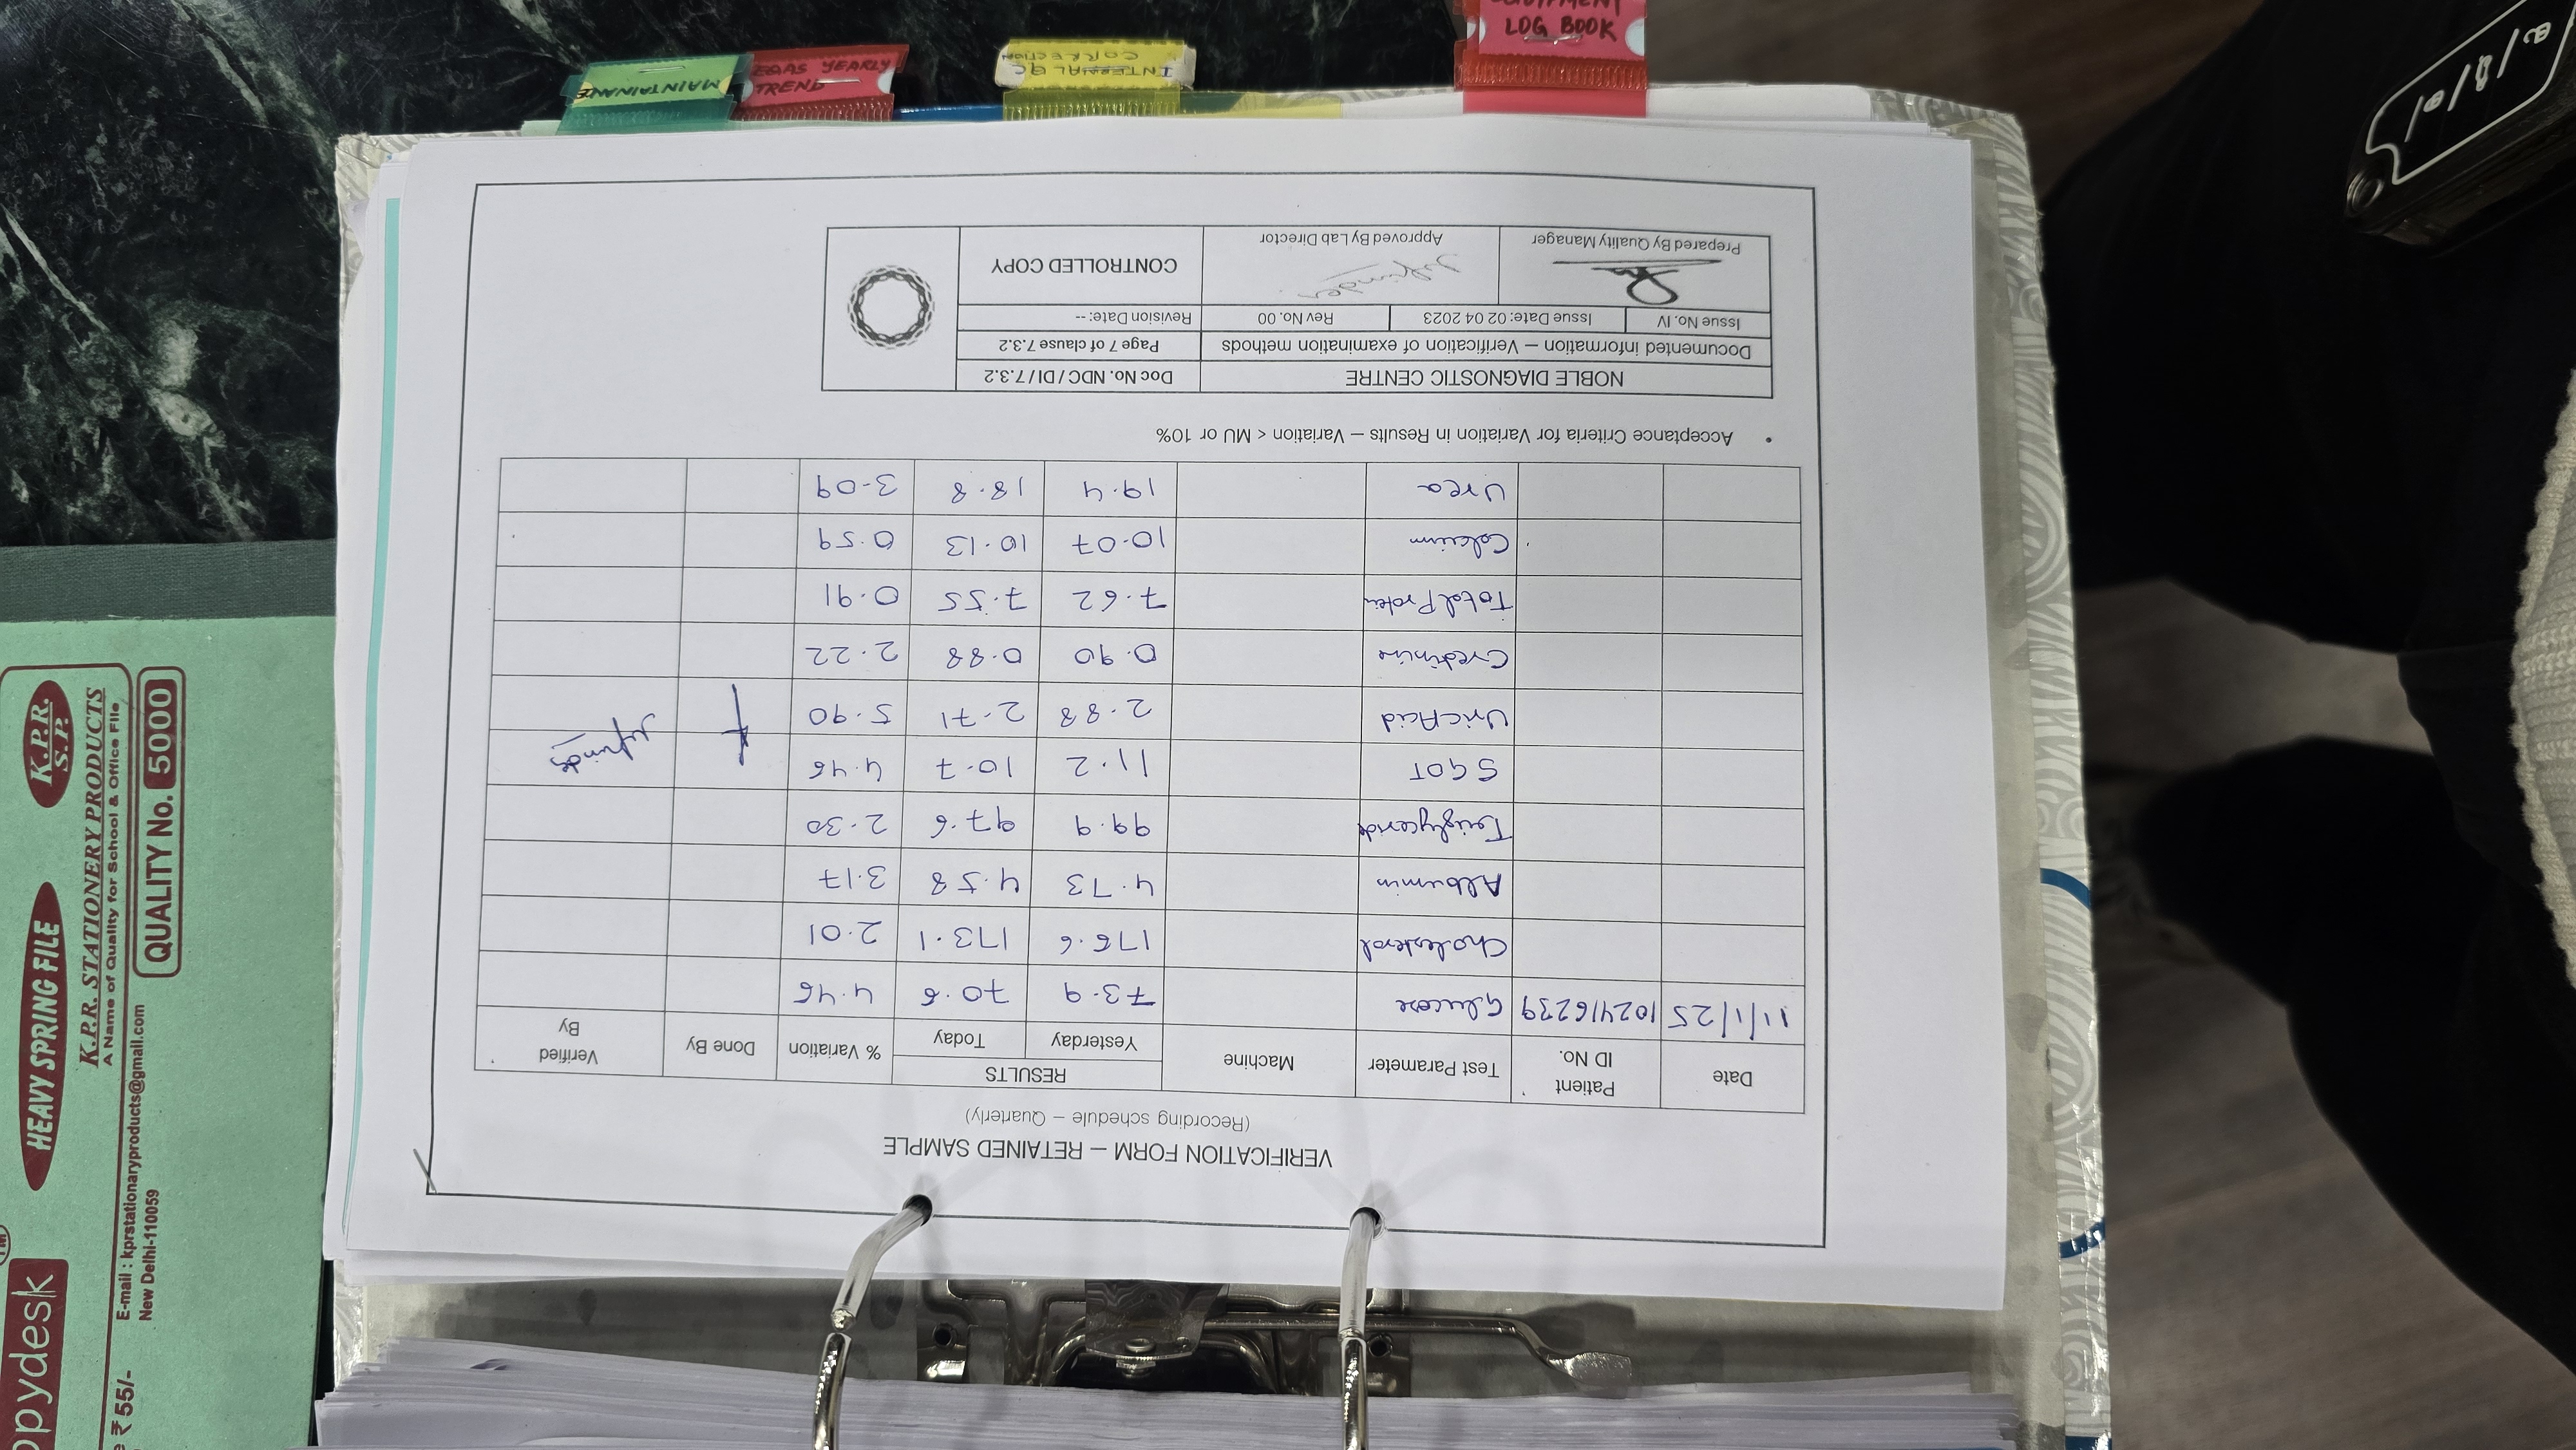 VERIFICATION FORM – RETAINED SAMPLE
(Recording schedule – Quarterly)
Date Patient ID No. Test Parameter Machine RESULTS Yesterday Today % Variation Done By Verified By
11/1/25 102416239 Glucose 73.9 70.6 4.46
Cholesterol 176.6 173.1 2.01
Albumin 4.73 4.58 3.17
Triglyceride 99.9 97.6 2.30
SGOT 11.2 10.7 4.46
Uric Acid 2.88 2.71 5.90
Creatinine 0.90 0.88 2.22
Total Protein 7.62 7.55 0.91
Calcium 10.07 10.13 0.59
Urea 19.4 18.8 3.09
• Acceptance Criteria for Variation in Results – Variation < MU or 10%
NOBLE DIAGNOSTIC CENTRE Doc No. NDC / DI / 7.3.2
Documented information – Verification of examination methods Page 7 of clause 7.3.2
Issue No. IV Issue Date: 02 04 2023 Rev No. 00 Revision Date: --
Prepared By Quality Manager Approved By Lab Director CONTROLLED COPY
MAINTAINANCE
EQAS YEARLY
TREND
INTERNAL QC
CORRECTION
LOG BOOK
HEAVY SPRING FILE
K.P.R.
S.P.
K.P.R. STATIONERY PRODUCTS
A Name of Quality for School & Office File
QUALITY No. 5000
E-mail : kprstationaryproducts@gmail.com
New Delhi-110059
₹ 55/-